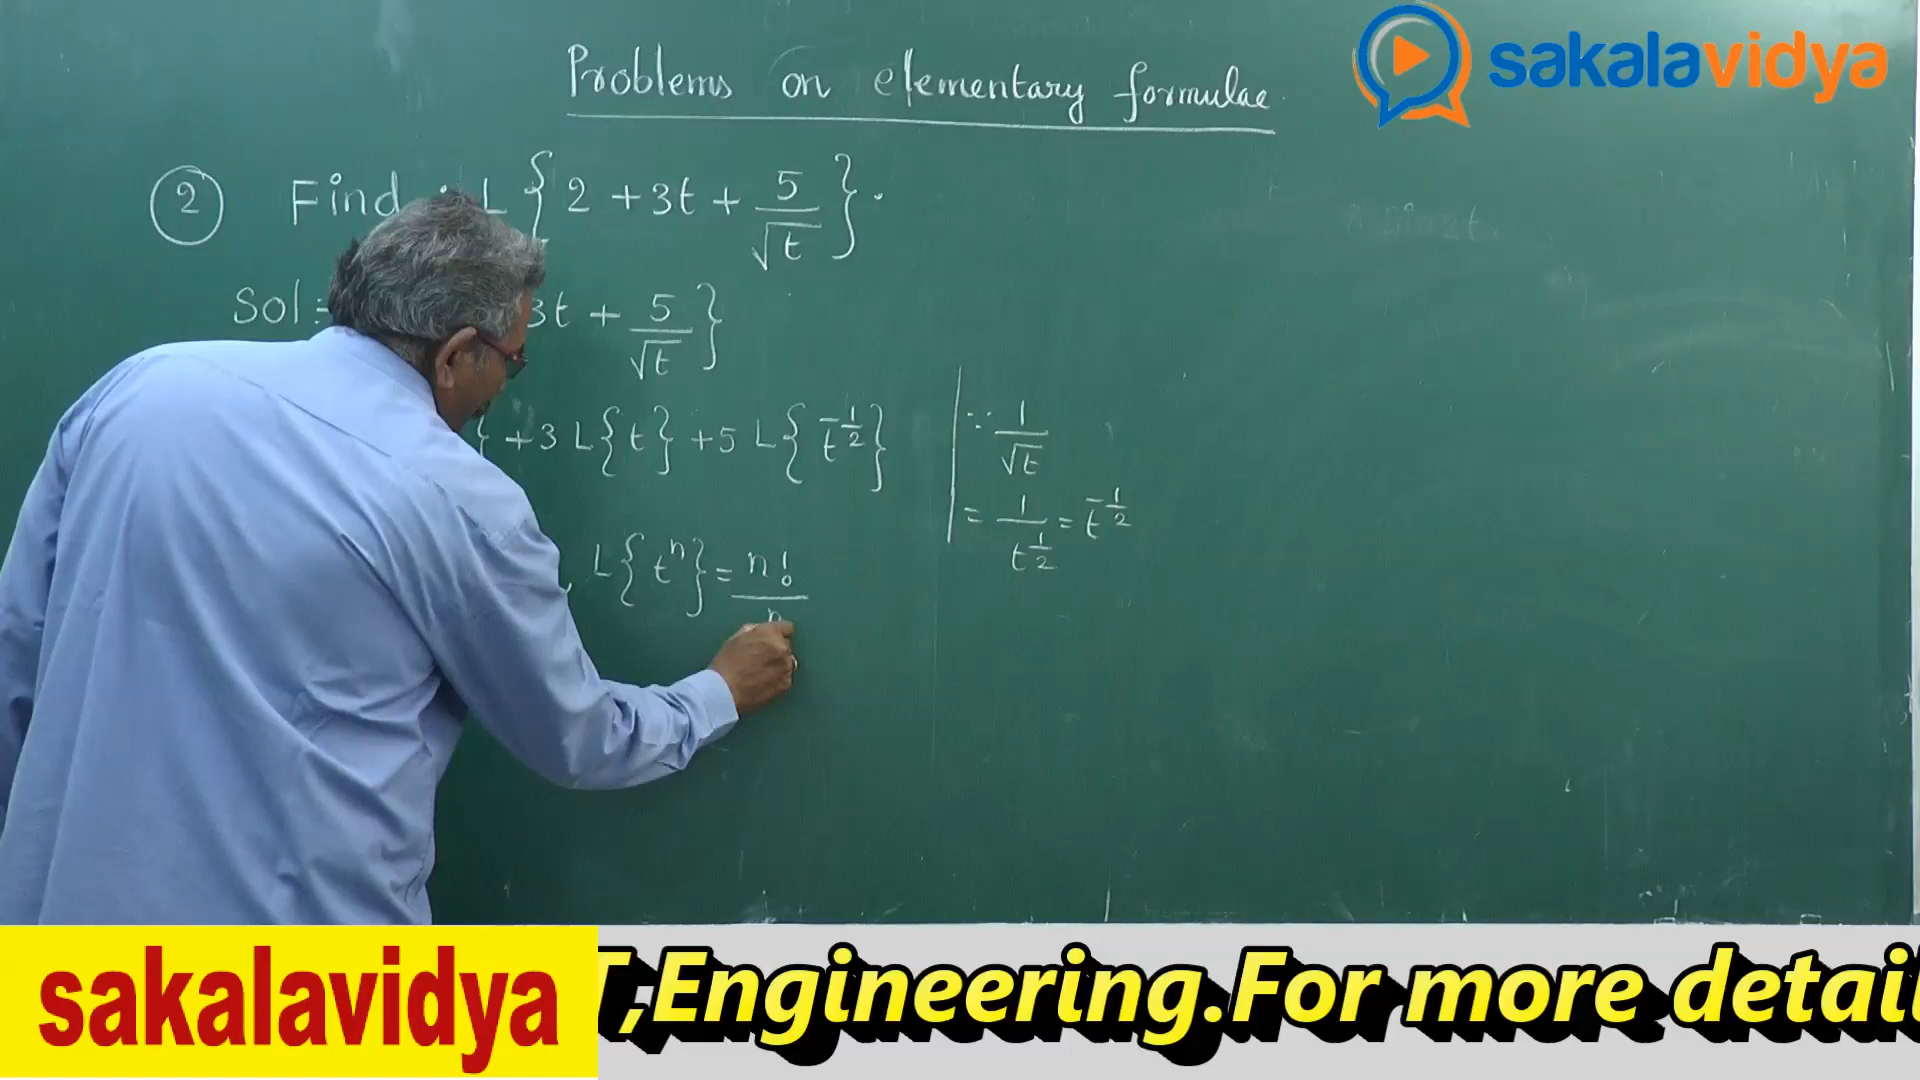 Problems on elementary formulae.
sakalavidya
2 Find : L { 2 + 3t + 5/√t } .
Sol :- 3t + 5/√t }
} + 3 L { t } + 5 L { t^-1/2 }
∵ 1/√t
= 1/t^1/2 = t^-1/2
L { t^n } = n! /
sakalavidya
T,Engineering.For more detail